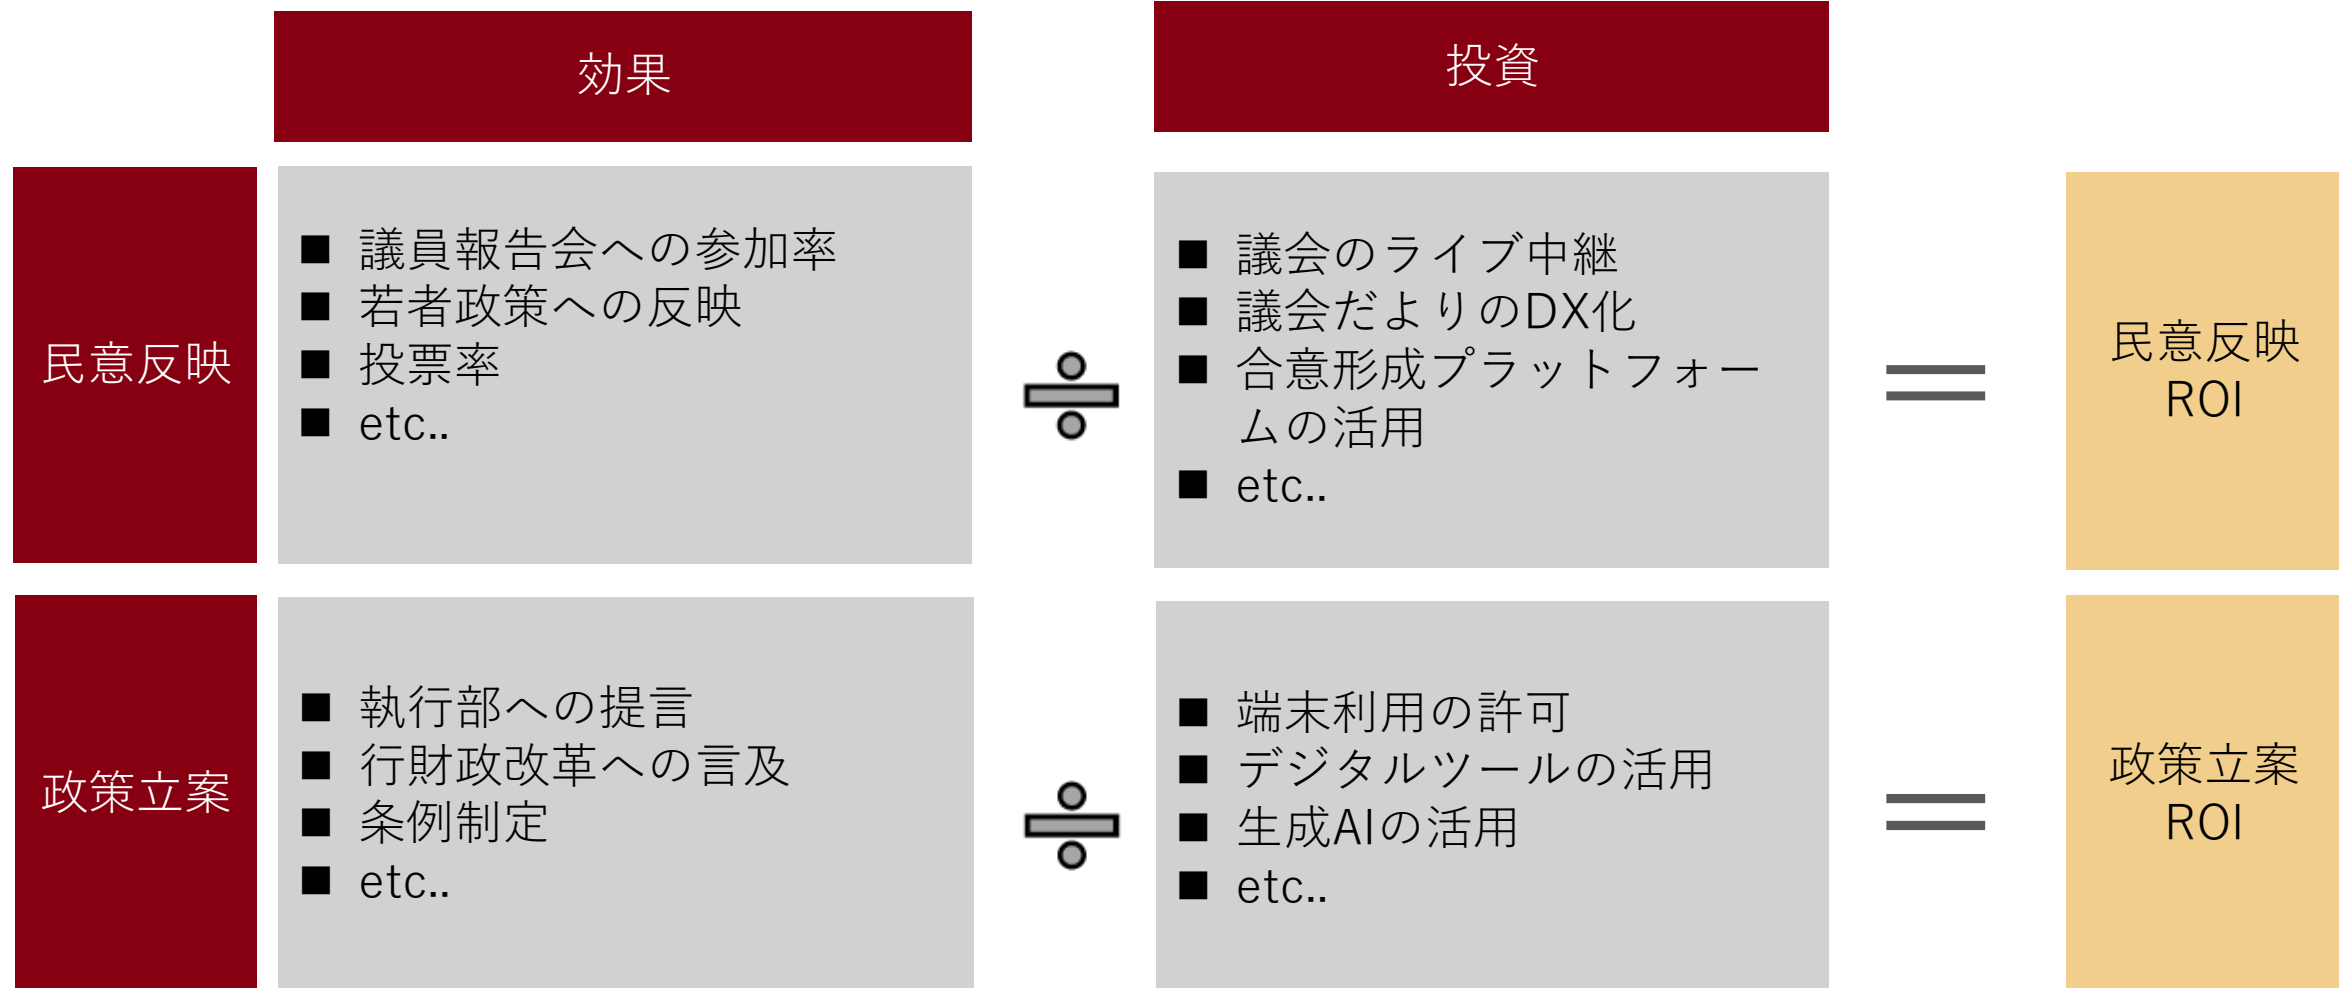 効果
投資
民意反映
■ 議員報告会への参加率
■ 若者政策への反映
■ 投票率
■ etc..
÷
■ 議会のライブ中継
■ 議会だよりのDX化
■ 合意形成プラットフォー
ムの活用
■ etc..
＝
民意反映
ROI
政策立案
■ 執行部への提言
■ 行財政改革への言及
■ 条例制定
■ etc..
÷
■ 端末利用の許可
■ デジタルツールの活用
■ 生成AIの活用
■ etc..
＝
政策立案
ROI